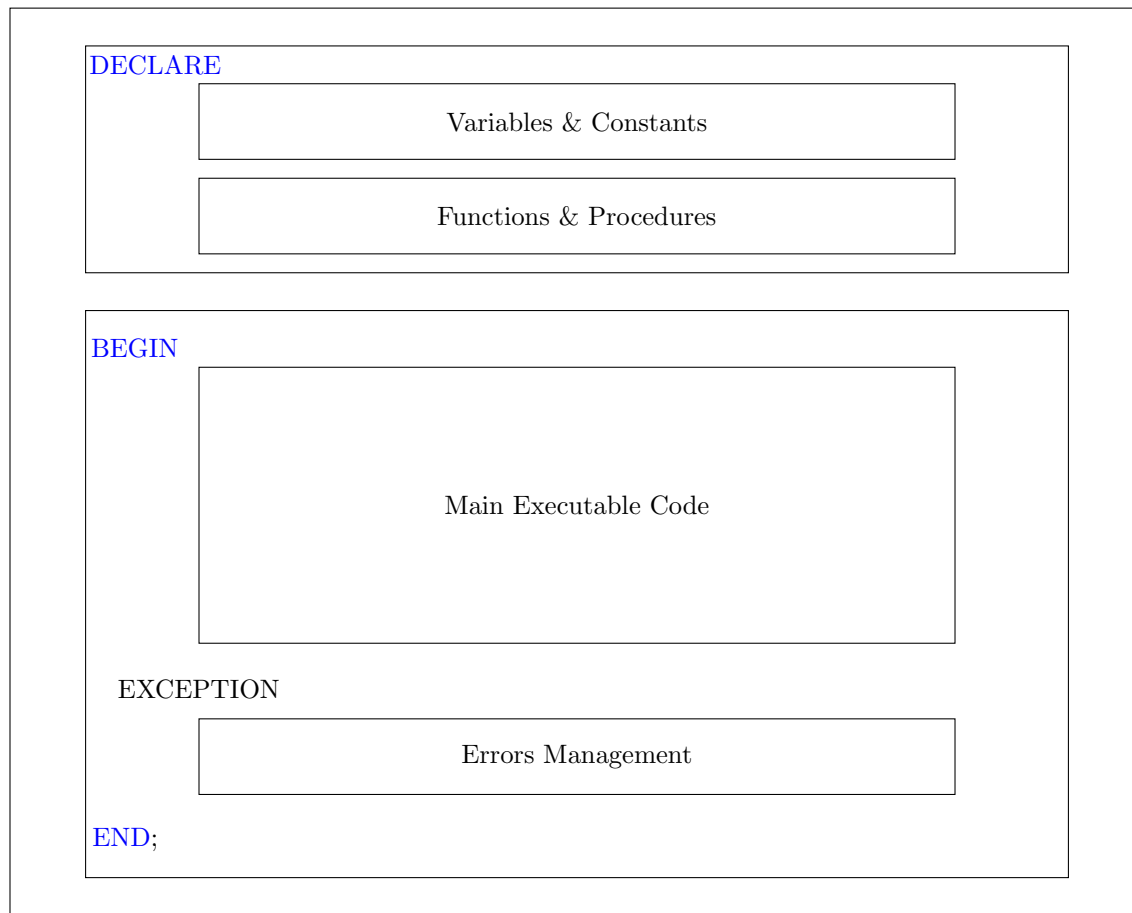 DECLARE
Variables & Constants
Functions & Procedures
BEGIN
Main Executable Code
EXCEPTION
Errors Management
END;